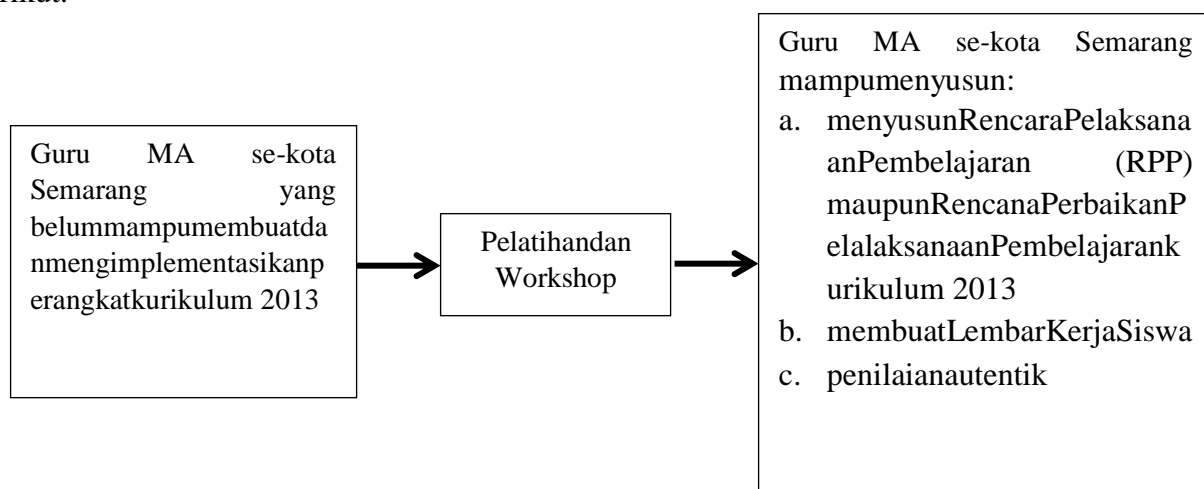 Guru MA se-kota
Semarang yang
belummampumembuatda
nmengimplementasikanp
erangkatkurikulum 2013
Pelatihandan
Workshop
Guru MA se-kota Semarang
mampumenyusun:
a. menyusunRencaraPelaksana
anPembelajaran (RPP)
maupunRencanaPerbaikanP
elalaksanaanPembelajarank
urikulum 2013
b. membuatLembarKerjaSiswa
c. penilaianautentik